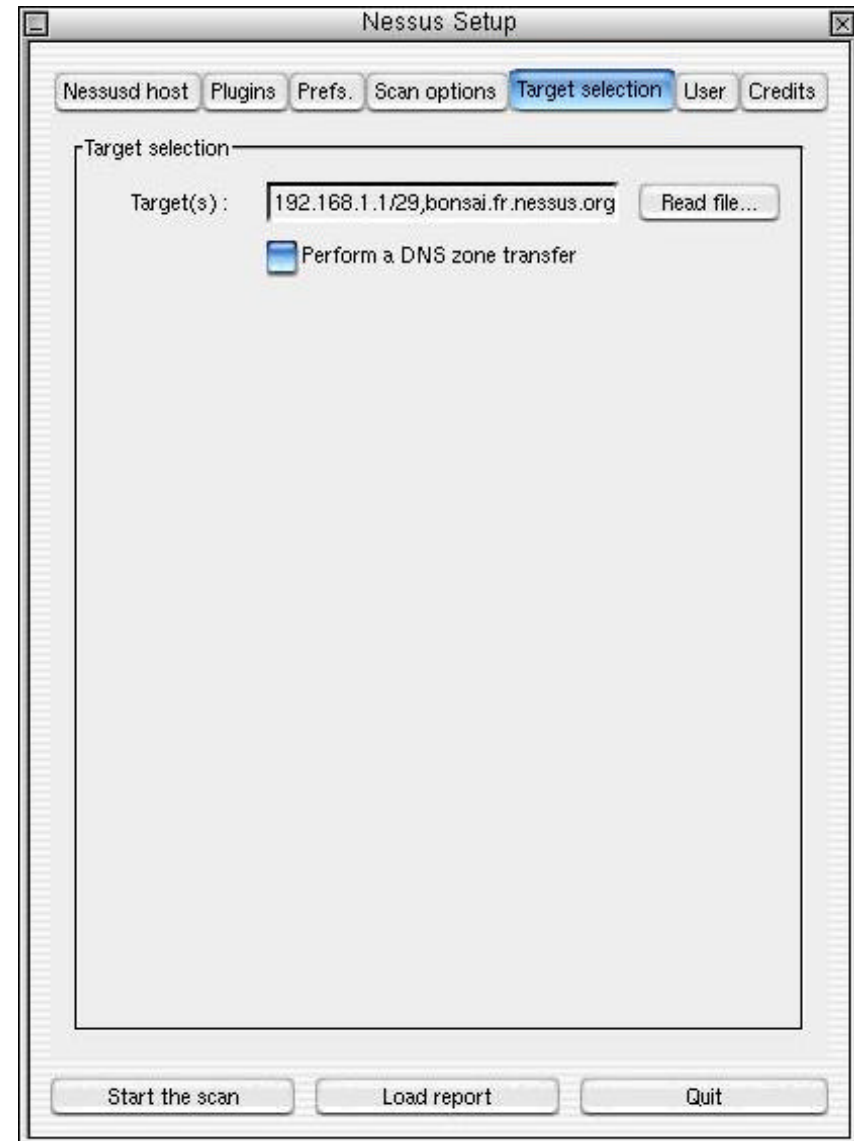 Nessus Setup
Nessusd host Plugins Prefs. Scan options Target selection User Credits
Target selection
Target(s) : 192.168.1.1/29,bonsai.fr.nessus.org Read file...
Perform a DNS zone transfer
Start the scan Load report Quit